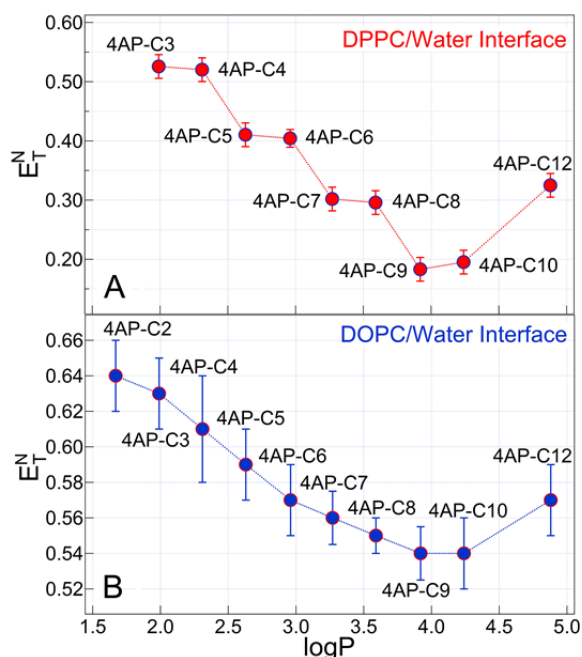 0.60
4AP-C3
DPPC/Water Interface
4AP-C4
0.40
4AP-C5
4AP-C6
E_T^N
4AP-C12
0.30
4AP-C7
4AP-C8
0.20
4AP-C9
4AP-C10
A
4AP-C2
DOPC/Water Interface
0.66
0.64
4AP-C4
0.62
4AP-C3
4AP-C5
0.60
4AP-C6
4AP-C12
E_T^N
0.58
4AP-C7
0.56
4AP-C8
4AP-C10
0.54
4AP-C9
0.52
B
1.5 2.0 2.5 3.0 3.5 4.0 4.5 5.0
logP